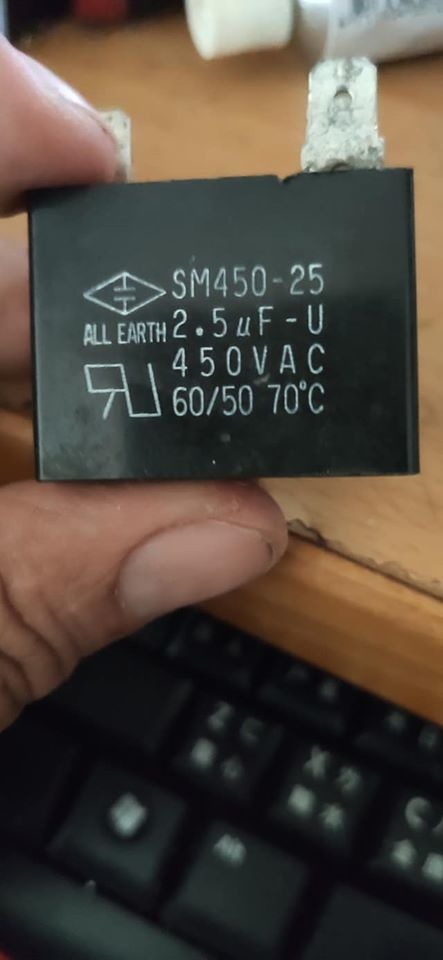 SM450-25
ALL EARTH 2.5uF-U
450VAC
60/50 70°C
Z
X